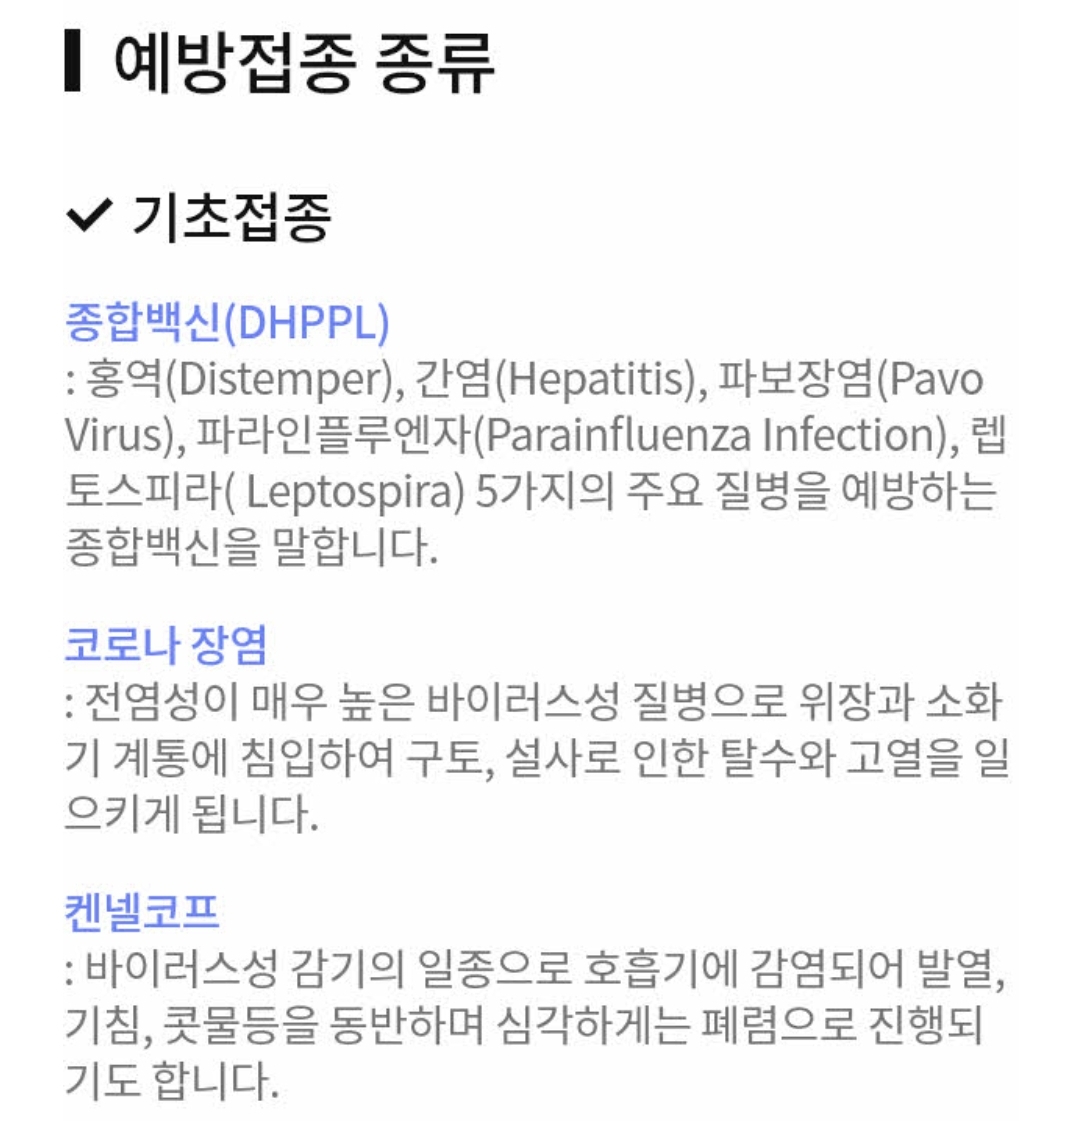 예방접종 종류
기초접종
종합백신(DHPPL)
: 홍역(Distemper), 간염(Hepatitis), 파보장염(Pavo
Virus), 파라인플루엔자(Parainfluenza Infection), 렙
토스피라( Leptospira) 5가지의 주요 질병을 예방하는
종합백신을 말합니다.
코로나 장염
: 전염성이 매우 높은 바이러스성 질병으로 위장과 소화
기 계통에 침입하여 구토, 설사로 인한 탈수와 고열을 일
으키게 됩니다.
켄넬코프
: 바이러스성 감기의 일종으로 호흡기에 감염되어 발열,
기침, 콧물등을 동반하며 심각하게는 폐렴으로 진행되
기도 합니다.